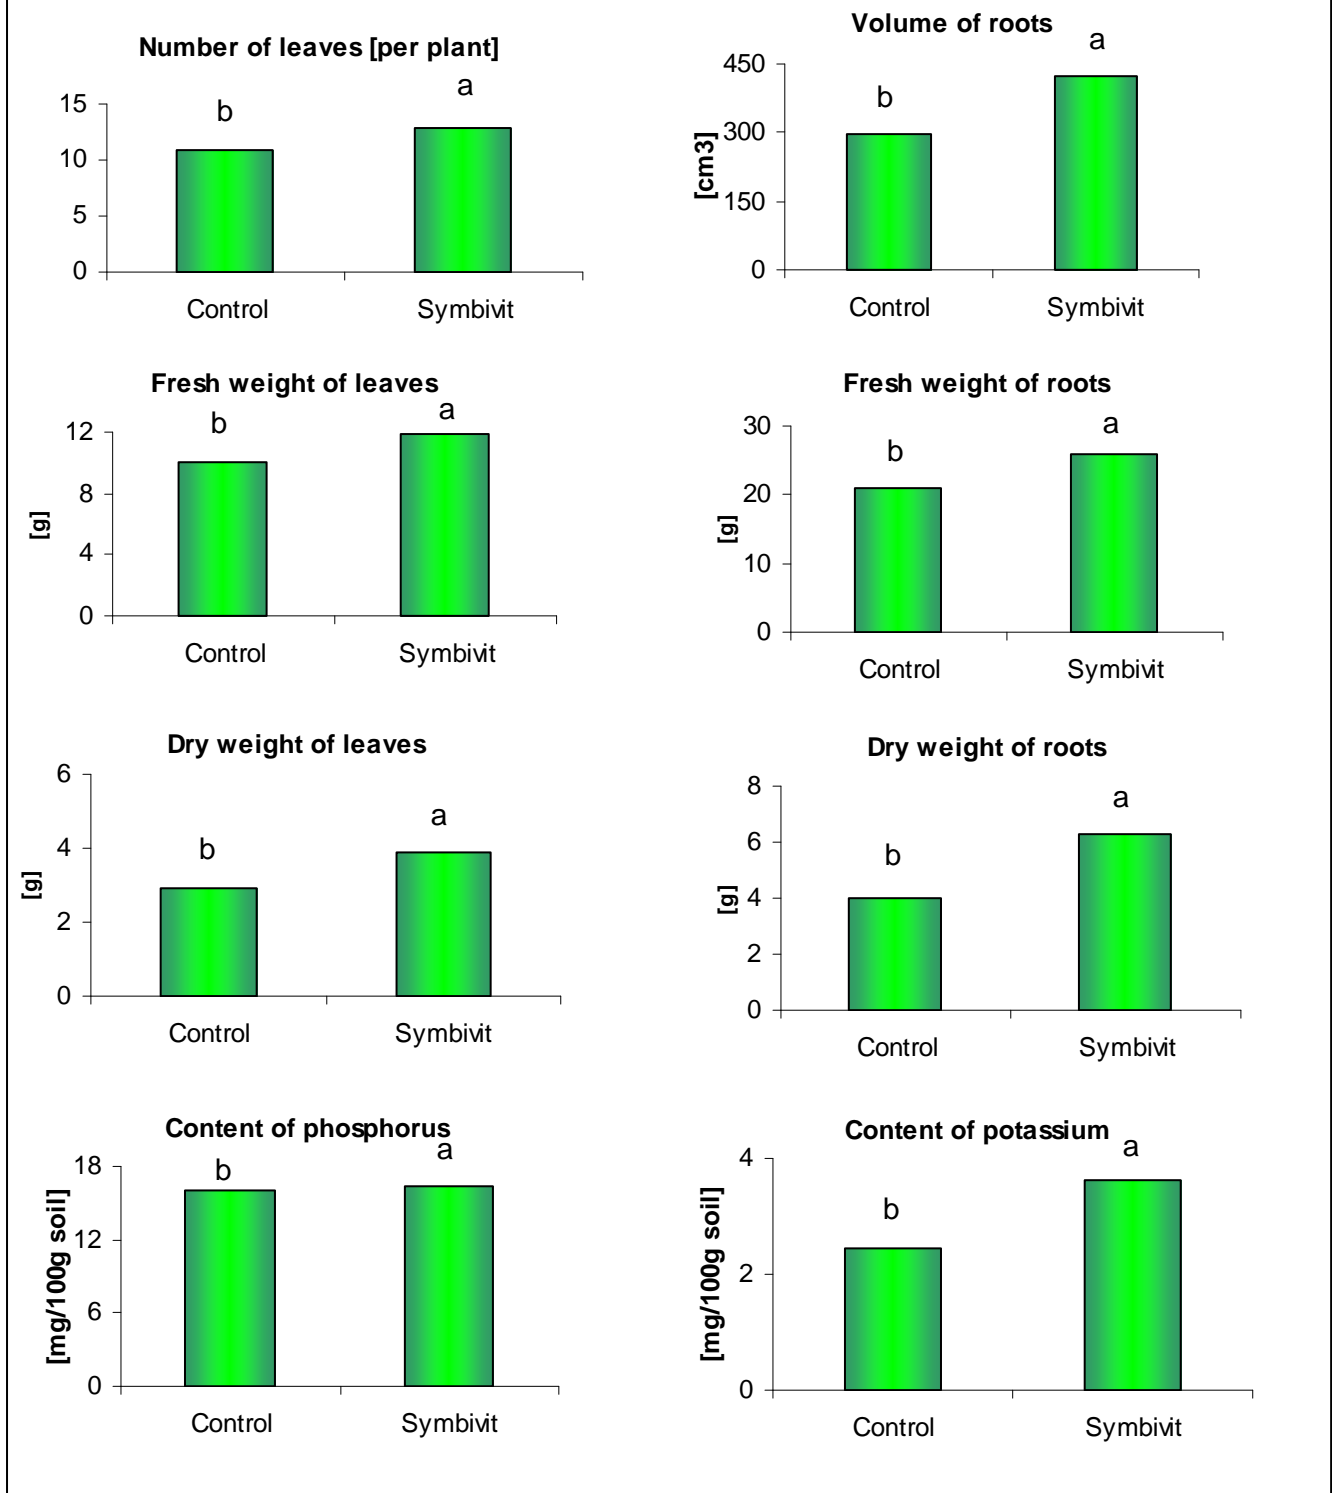 Number of leaves [per plant]
b
a
15
10
5
0
Control
Symbivit
Volume of roots
a
b
[cm3]
450
300
150
0
Control
Symbivit
Fresh weight of leaves
b
a
[g]
12
8
4
0
Control
Symbivit
Fresh weight of roots
a
b
[g]
30
20
10
0
Control
Symbivit
Dry weight of leaves
a
b
[g]
6
4
2
0
Control
Symbivit
Dry weight of roots
a
b
[g]
8
6
4
2
0
Control
Symbivit
Content of phosphorus
a
b
[mg/100g soil]
18
12
6
0
Control
Symbivit
Content of potassium
a
b
[mg/100g soil]
4
2
0
Control
Symbivit